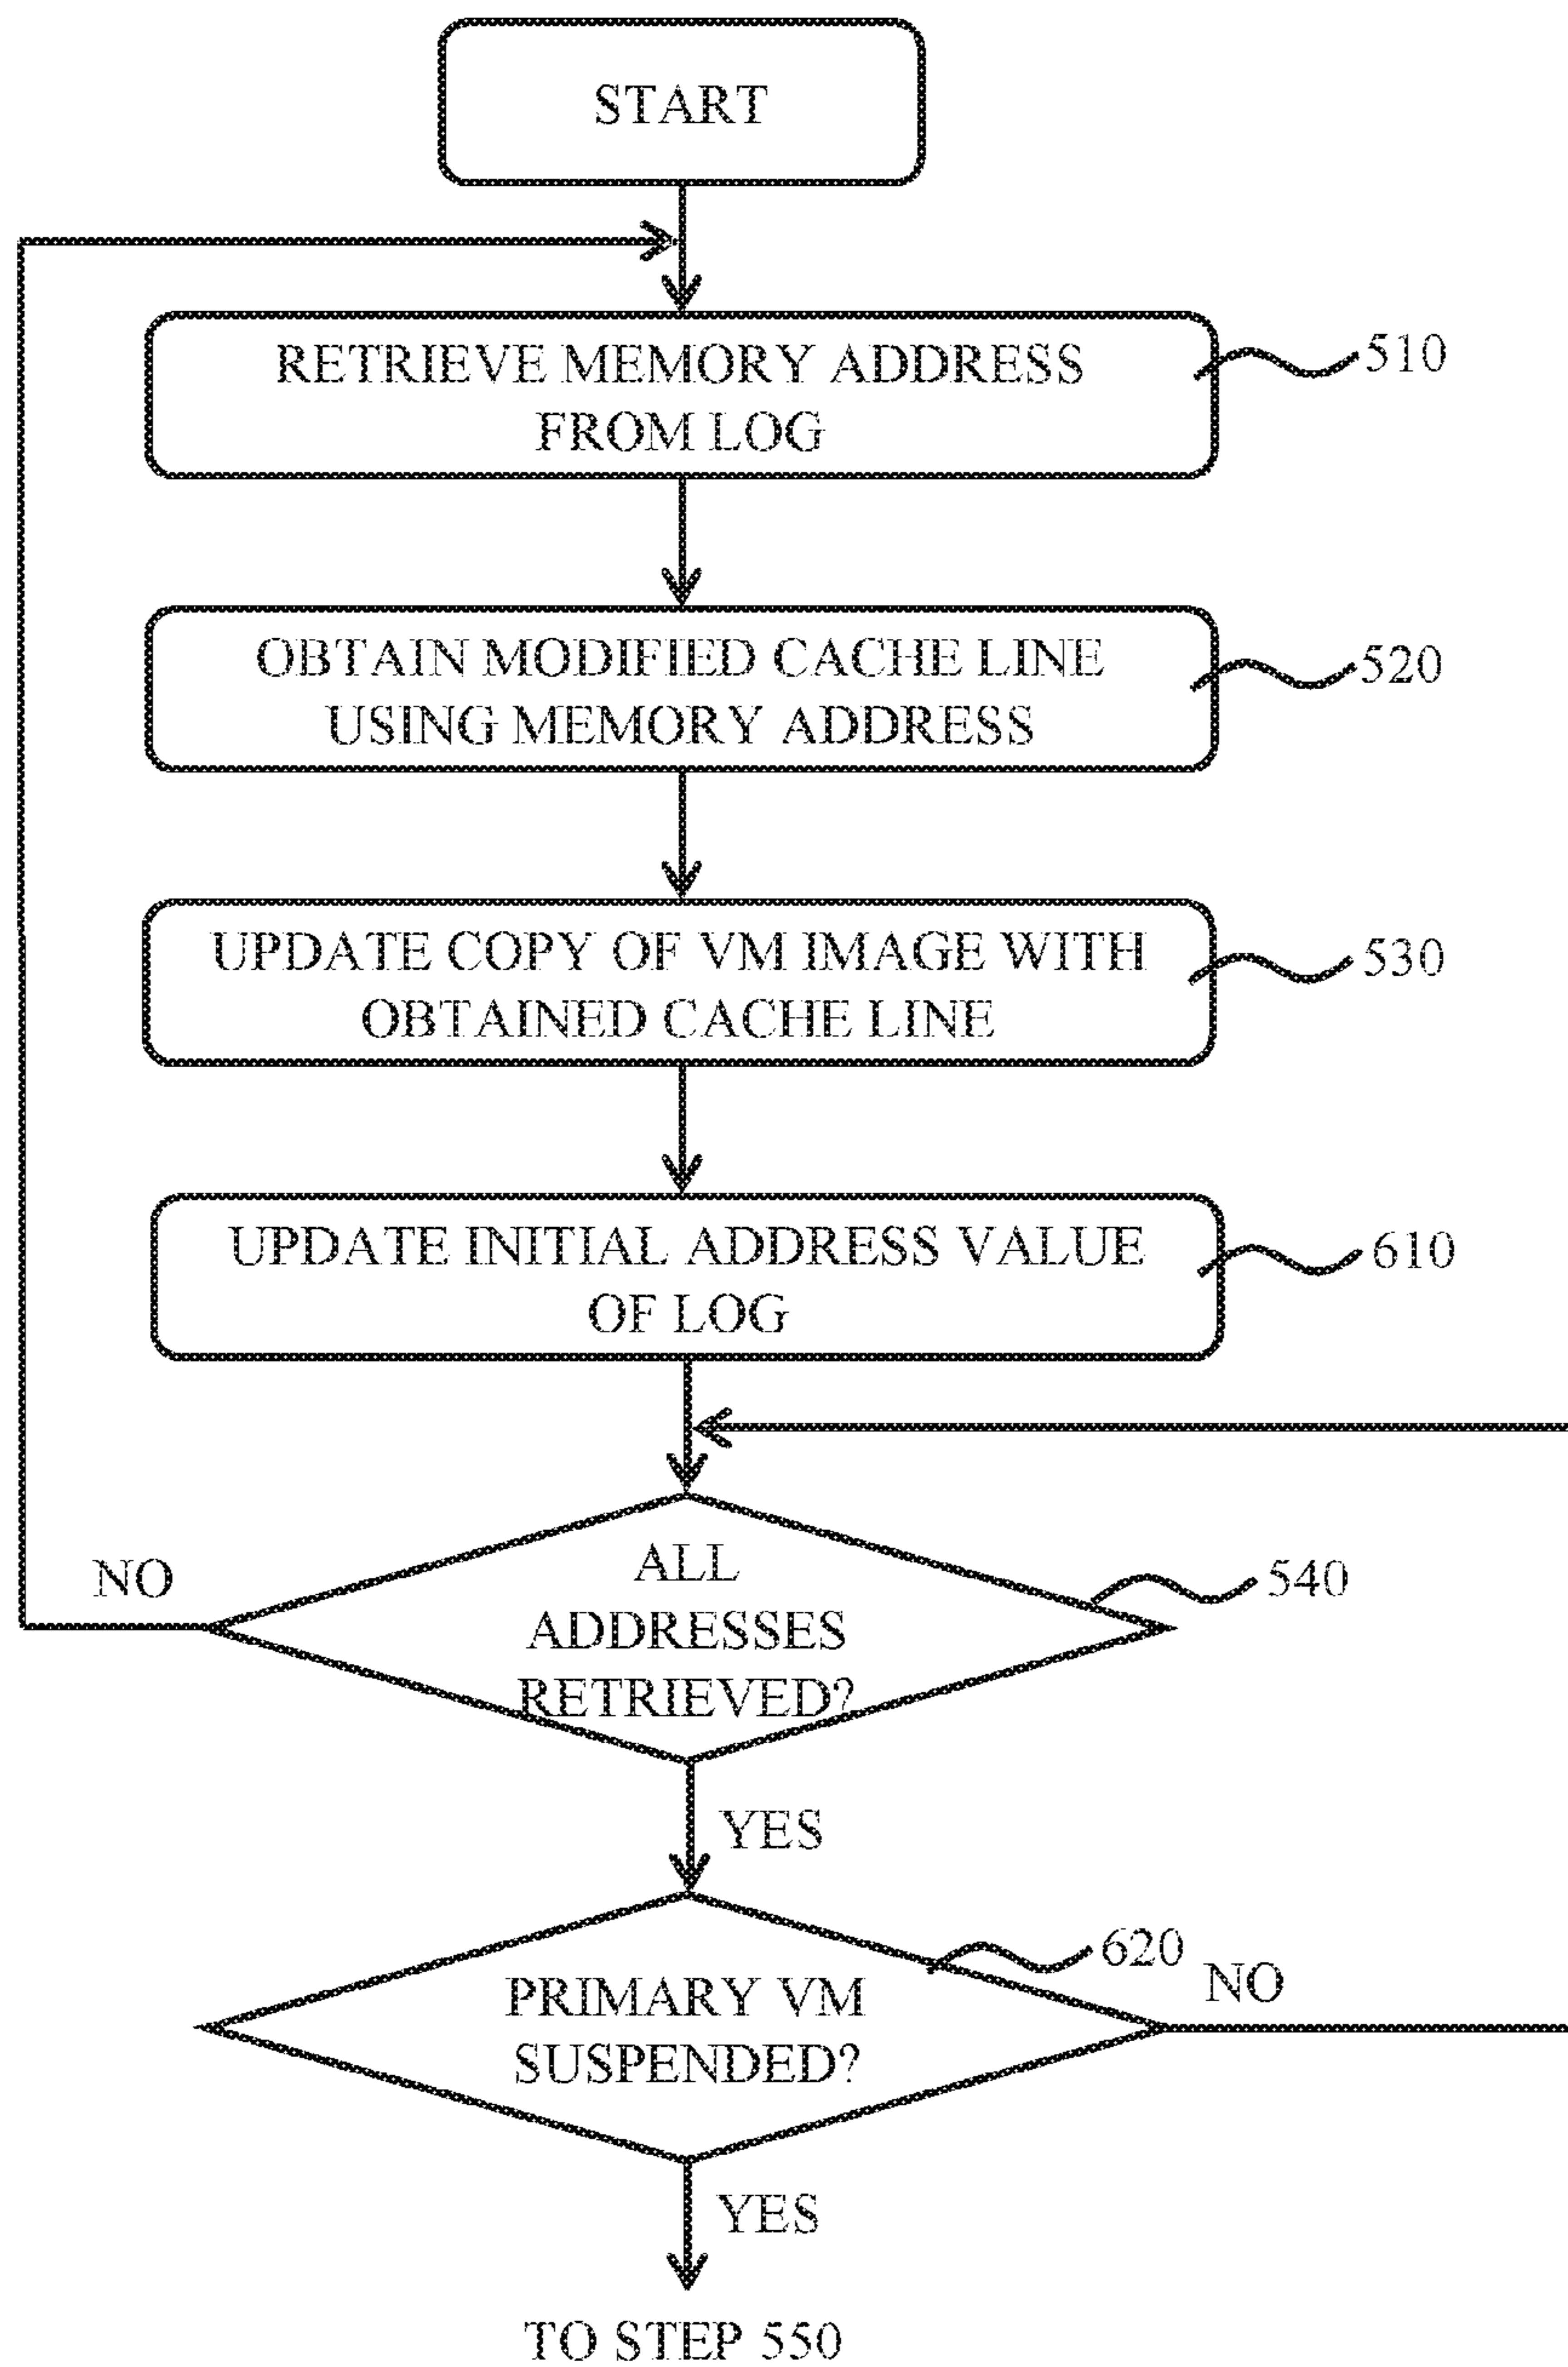 START
RETRIEVE MEMORY ADDRESS
FROM LOG
510
OBTAIN MODIFIED CACHE LINE
USING MEMORY ADDRESS
520
UPDATE COPY OF VM IMAGE WITH
OBTAINED CACHE LINE
530
UPDATE INITIAL ADDRESS VALUE
OF LOG
610
NO
ALL
ADDRESSES
RETRIEVED?
540
YES
620
NO
PRIMARY VM
SUSPENDED?
YES
TO STEP 550